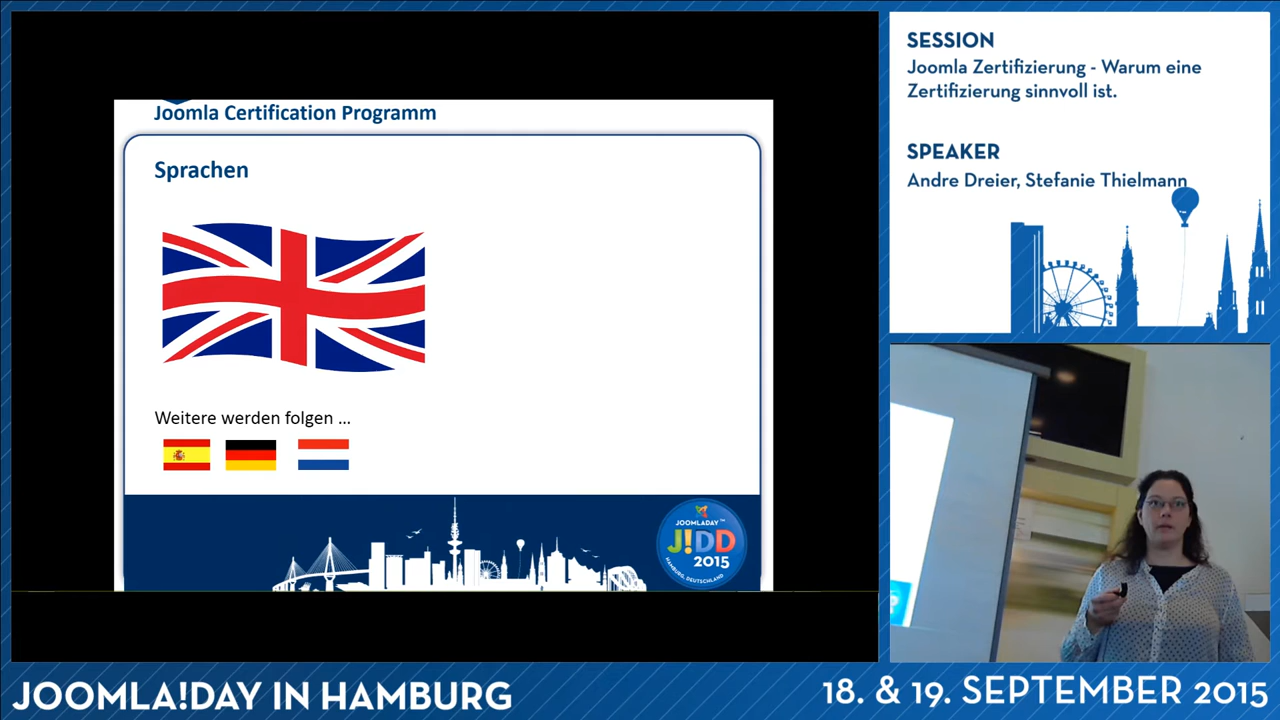 Joomla Certification Programm
Sprachen
Weitere werden folgen ...
JOOMLADAY™
J!DD
2015
HAMBURG, DEUTSCHLAND
SESSION
Joomla Zertifizierung - Warum eine
Zertifizierung sinnvoll ist.
SPEAKER
Andre Dreier, Stefanie Thielmann
JOOMLA!DAY IN HAMBURG
18. & 19. SEPTEMBER 2015